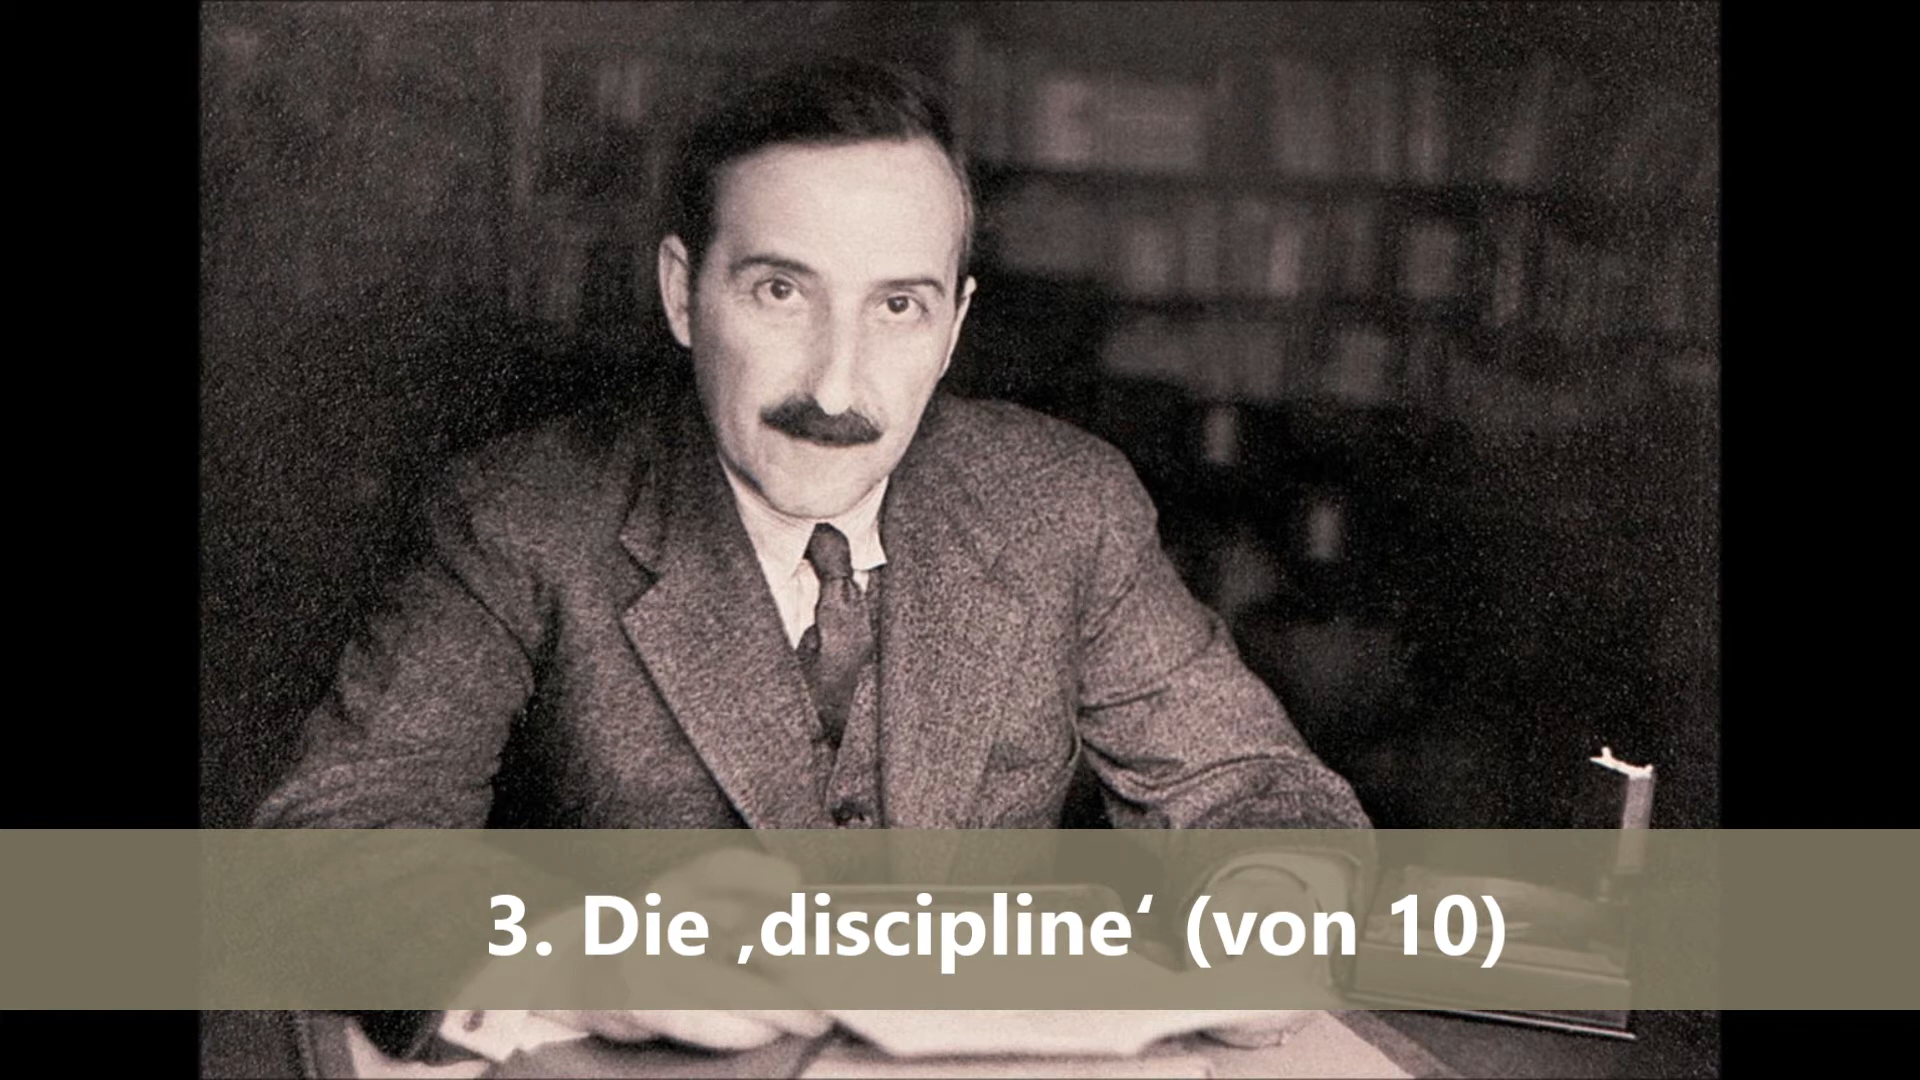 3. Die ‚discipline‘ (von 10)